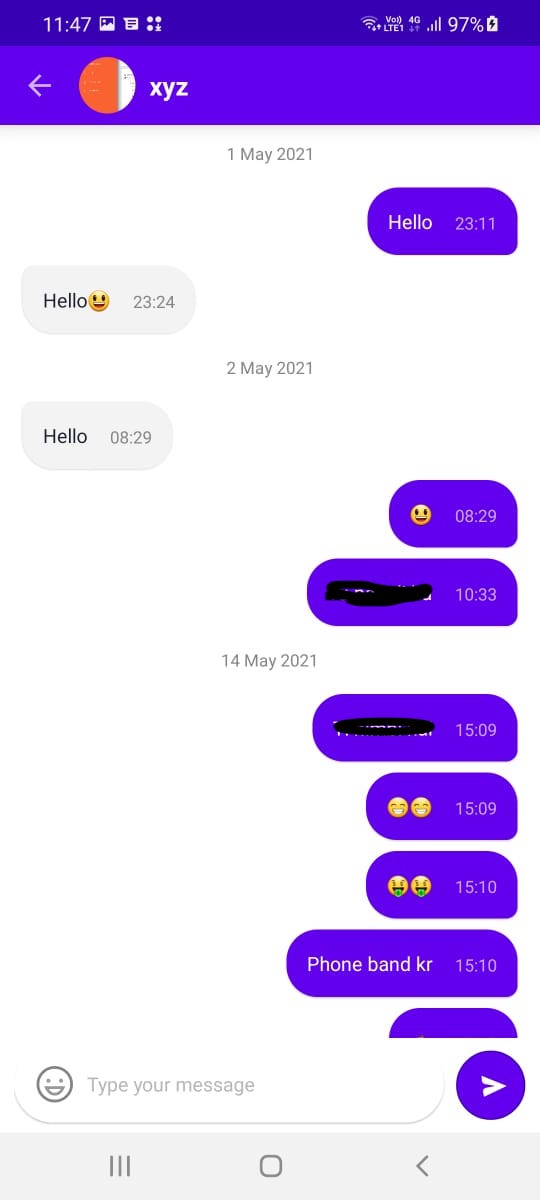 11:47 Vo)) LTE1 4G 97%
xyz
1 May 2021
Hello 23:11
Hello😃 23:24
2 May 2021
Hello 08:29
😃 08:29
10:33
14 May 2021
15:09
😁😁 15:09
🤑🤑 15:10
Phone band kr 15:10
Type your message